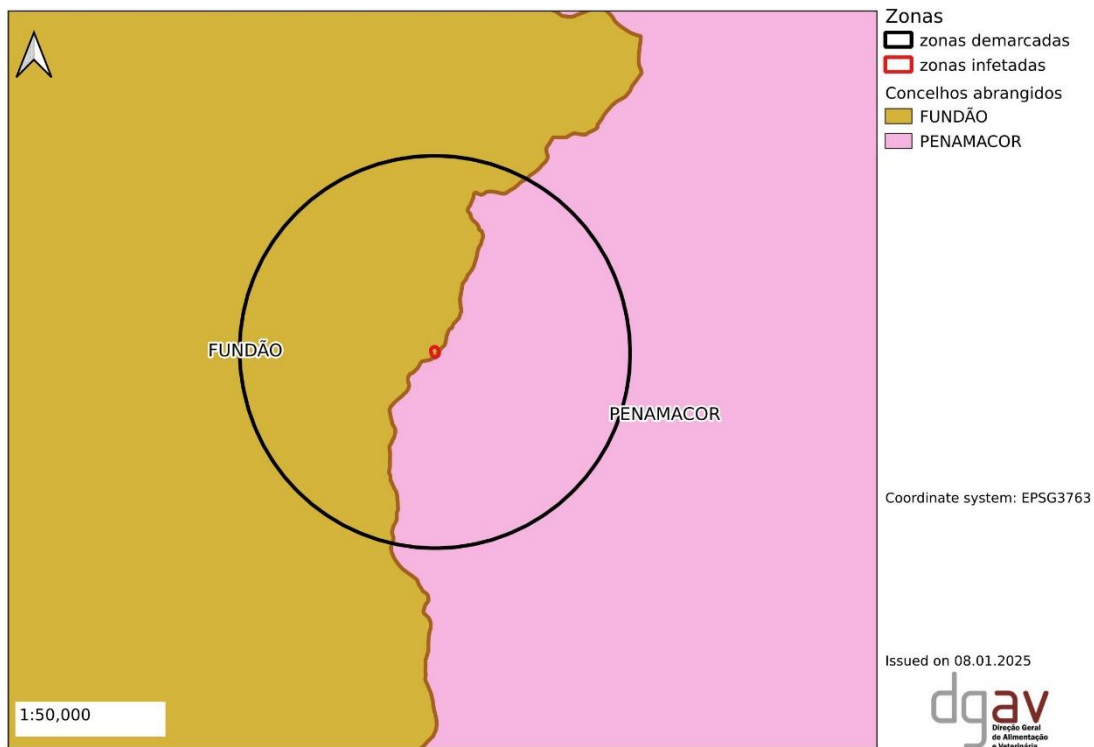 Zonas
zonas demarcadas
zonas infetadas
Concelhos abrangidos
FUNDÃO
PENAMACOR
FUNDÃO
PENAMACOR
Coordinate system: EPSG3763
Issued on 08.01.2025
1:50,000
dgav
Direção Geral
de Alimentação
e Veterinária